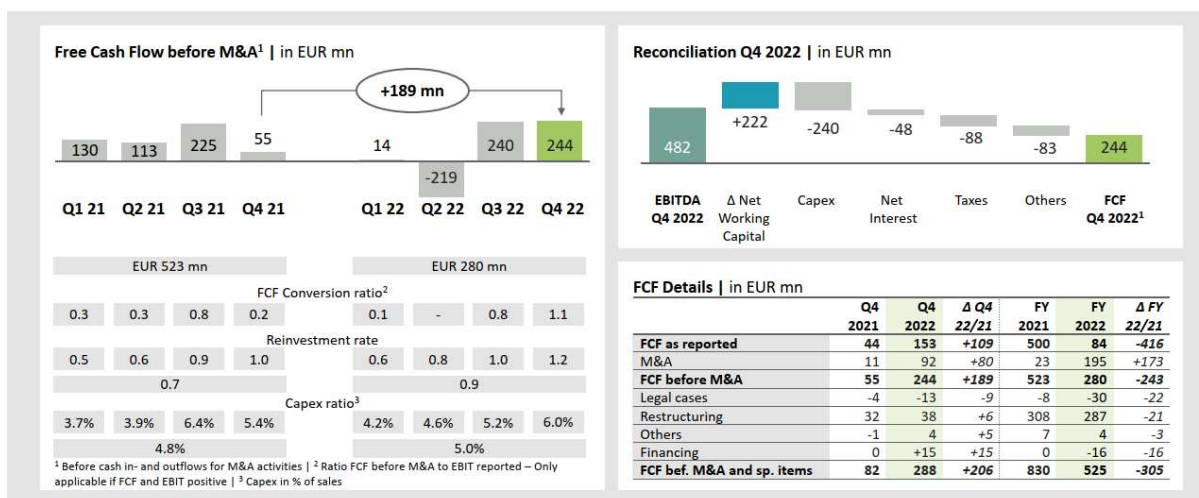 Free Cash Flow before M&A¹ | in EUR mn
+189 mn
130 113 225 55 14 -219 240 244
Q1 21 Q2 21 Q3 21 Q4 21 Q1 22 Q2 22 Q3 22 Q4 22
EUR 523 mn EUR 280 mn
FCF Conversion ratio²
0.3 0.3 0.8 0.2 0.1 - 0.8 1.1
Reinvestment rate
0.5 0.6 0.9 1.0 0.6 0.8 1.0 1.2
0.7 0.9
Capex ratio³
3.7% 3.9% 6.4% 5.4% 4.2% 4.6% 5.2% 6.0%
4.8% 5.0%
¹ Before cash in- and outflows for M&A activities | ² Ratio FCF before M&A to EBIT reported – Only
applicable if FCF and EBIT positive | ³ Capex in % of sales
Reconciliation Q4 2022 | in EUR mn
482 +222 -240 -48 -88 -83 244
EBITDA Δ Net Capex Net Taxes Others FCF
Q4 2022 Working Interest Q4 2022¹
Capital
FCF Details | in EUR mn
Q4 Q4 Δ Q4 FY FY Δ FY
2021 2022 22/21 2021 2022 22/21
FCF as reported 44 153 +109 500 84 -416
M&A 11 92 +80 23 195 +173
FCF before M&A 55 244 +189 523 280 -243
Legal cases -4 -13 -9 -8 -30 -22
Restructuring 32 38 +6 308 287 -21
Others -1 4 +5 7 4 -3
Financing 0 +15 +15 0 -16 -16
FCF bef. M&A and sp. items 82 288 +206 830 525 -305